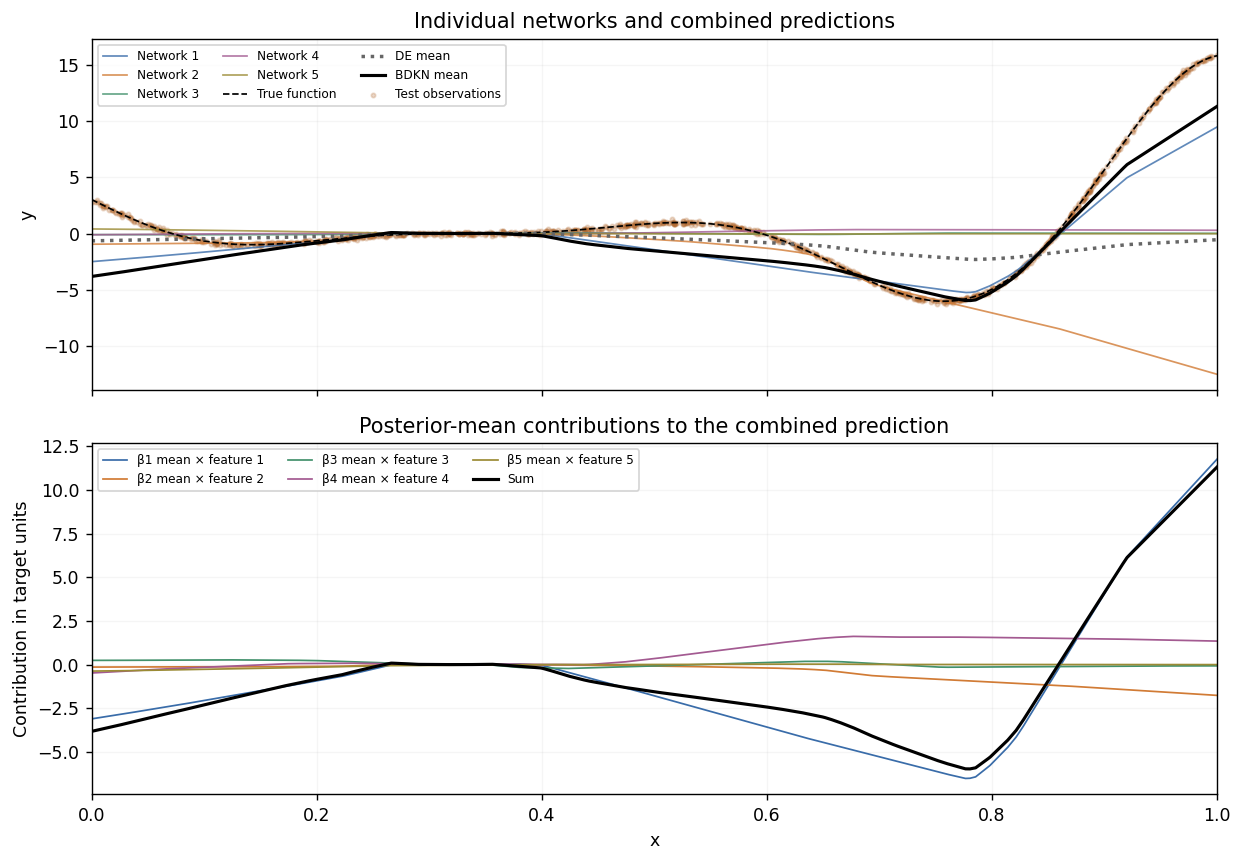 Individual networks and combined predictions
Network 1
Network 2
Network 3
Network 4
Network 5
True function
DE mean
BDKN mean
Test observations
15
10
5
0
−5
−10
y
Posterior-mean contributions to the combined prediction
β1 mean × feature 1
β2 mean × feature 2
β3 mean × feature 3
β4 mean × feature 4
β5 mean × feature 5
Sum
12.5
10.0
7.5
5.0
2.5
0.0
−2.5
−5.0
Contribution in target units
0.0 0.2 0.4 0.6 0.8 1.0
x